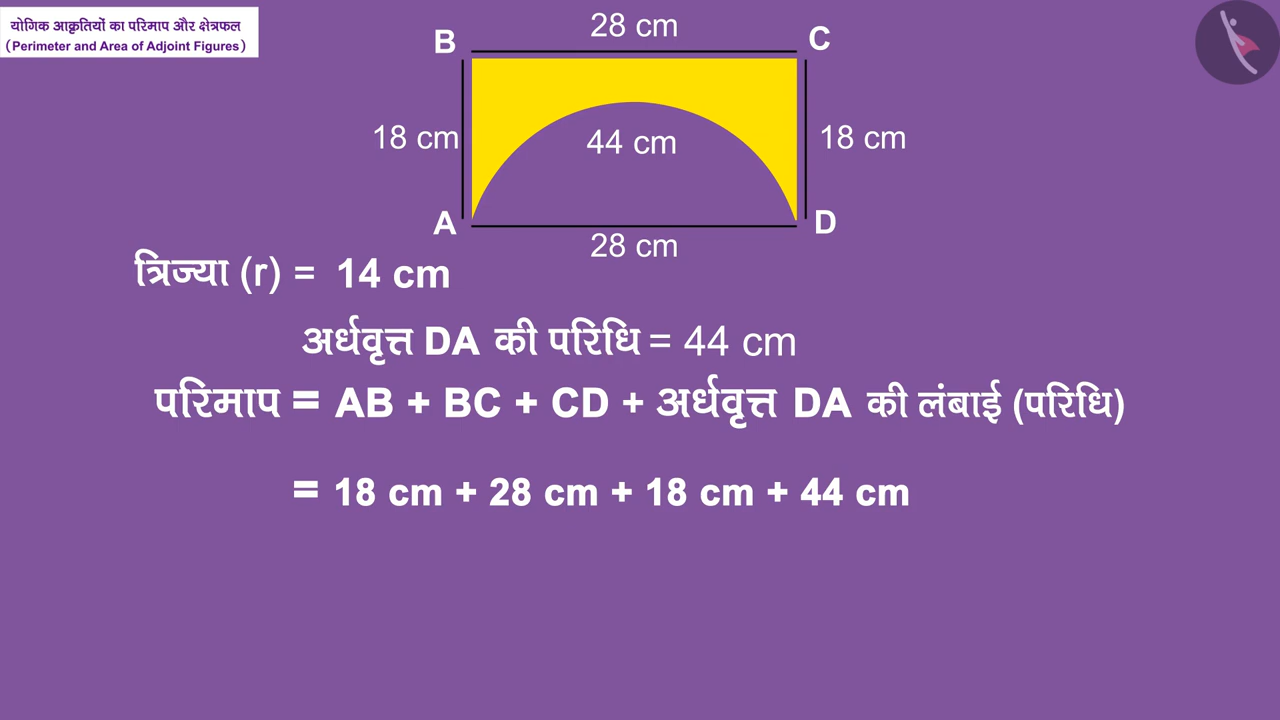 योगिक आकृतियों का परिमाप और क्षेत्रफल
(Perimeter and Area of Adjoint Figures)
28 cm
B
C
18 cm
44 cm
18 cm
A
D
28 cm
त्रिज्या (r) = 14 cm
अर्धवृत्त DA की परिधि = 44 cm
परिमाप = AB + BC + CD + अर्धवृत्त DA की लंबाई (परिधि)
= 18 cm + 28 cm + 18 cm + 44 cm